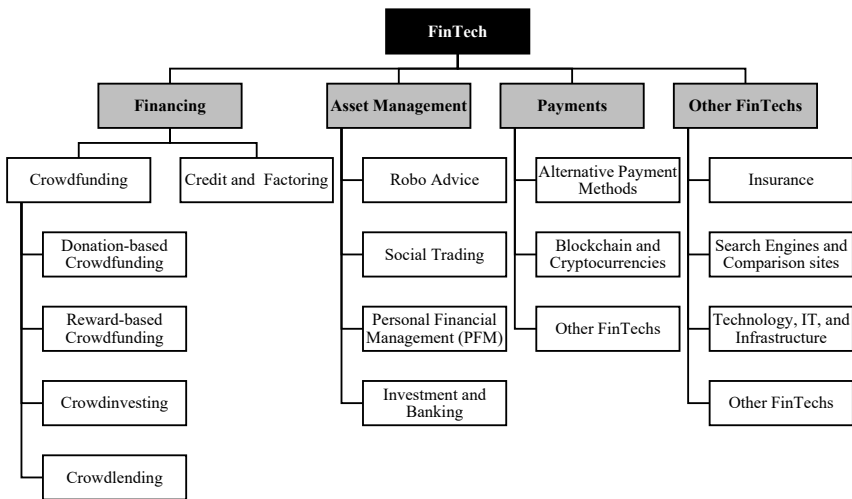 FinTech
Financing
Asset Management
Payments
Other FinTechs
Crowdfunding
Credit and Factoring
Robo Advice
Alternative Payment
Methods
Insurance
Donation-based
Crowdfunding
Social Trading
Blockchain and
Cryptocurrencies
Search Engines and
Comparison sites
Reward-based
Crowdfunding
Personal Financial
Management (PFM)
Other FinTechs
Technology, IT, and
Infrastructure
Crowdinvesting
Investment and
Banking
Other FinTechs
Crowdlending